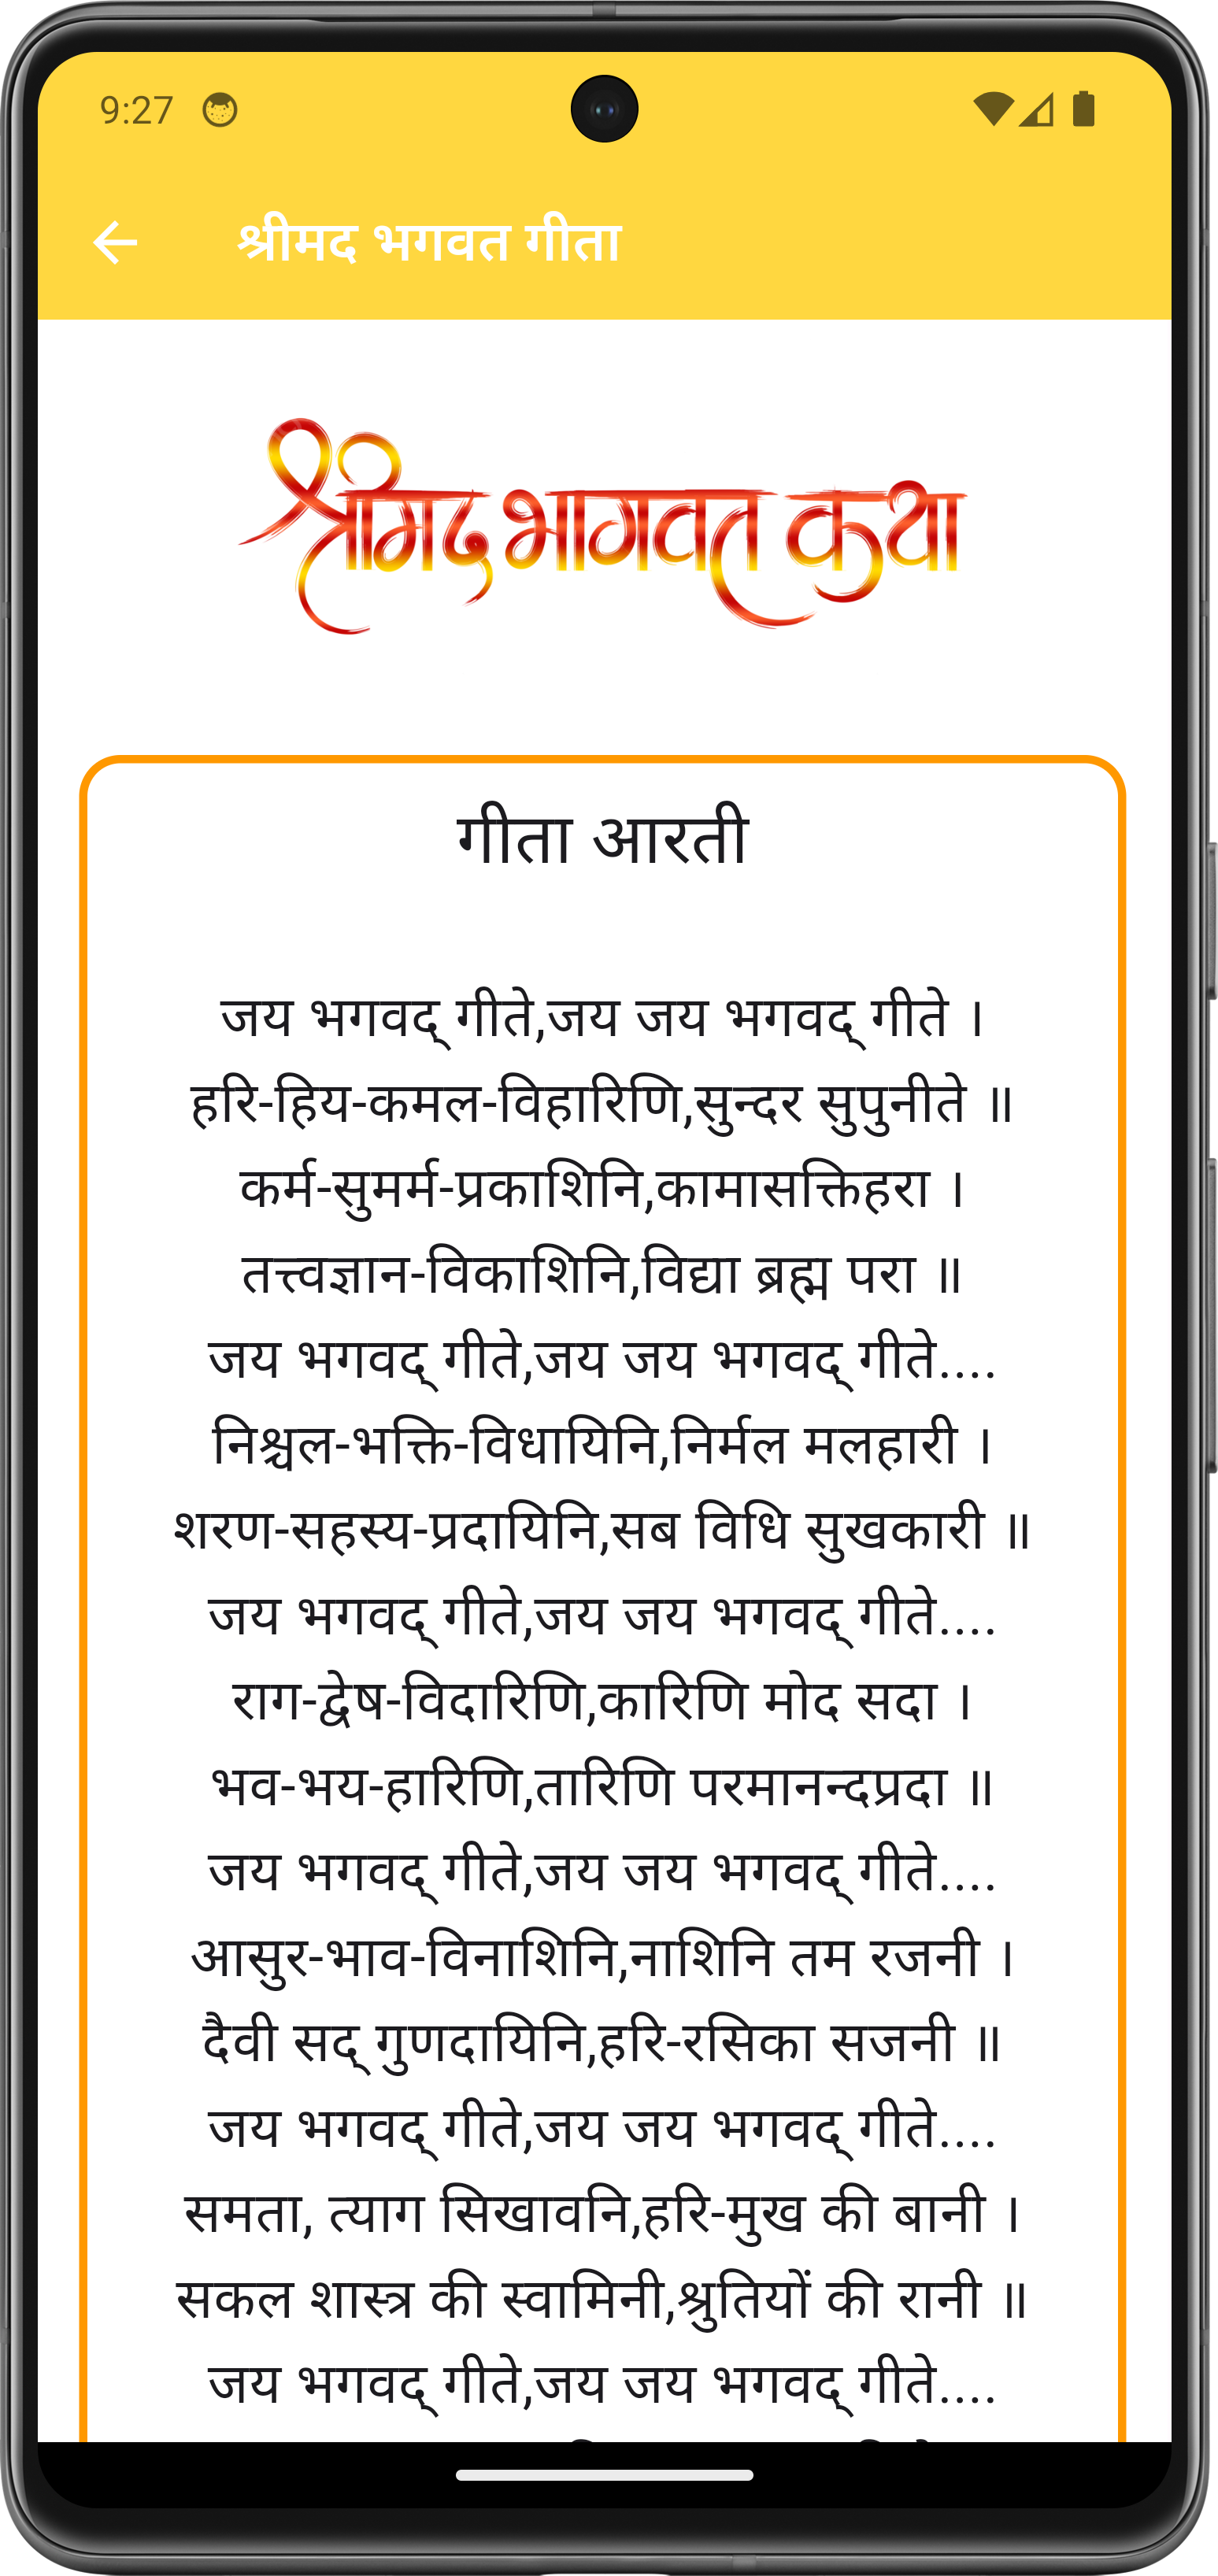 9:27
श्रीमद भगवत गीता
श्रीमद भागवत कथा
गीता आरती
जय भगवद् गीते,जय जय भगवद् गीते ।
हरि-हिय-कमल-विहारिणि,सुन्दर सुपुनीते ॥
कर्म-सुमर्म-प्रकाशिनि,कामासक्तिहरा ।
तत्त्वज्ञान-विकाशिनि,विद्या ब्रह्म परा ॥
जय भगवद् गीते,जय जय भगवद् गीते....
निश्चल-भक्ति-विधायिनि,निर्मल मलहारी ।
शरण-सहस्य-प्रदायिनि,सब विधि सुखकारी ॥
जय भगवद् गीते,जय जय भगवद् गीते....
राग-द्वेष-विदारिणि,कारिणि मोद सदा ।
भव-भय-हारिणि,तारिणि परमानन्दप्रदा ॥
जय भगवद् गीते,जय जय भगवद् गीते....
आसुर-भाव-विनाशिनि,नाशिनि तम रजनी ।
दैवी सद् गुणदायिनि,हरि-रसिका सजनी ॥
जय भगवद् गीते,जय जय भगवद् गीते....
समता, त्याग सिखावनि,हरि-मुख की बानी ।
सकल शास्त्र की स्वामिनी,श्रुतियों की रानी ॥
जय भगवद् गीते,जय जय भगवद् गीते....